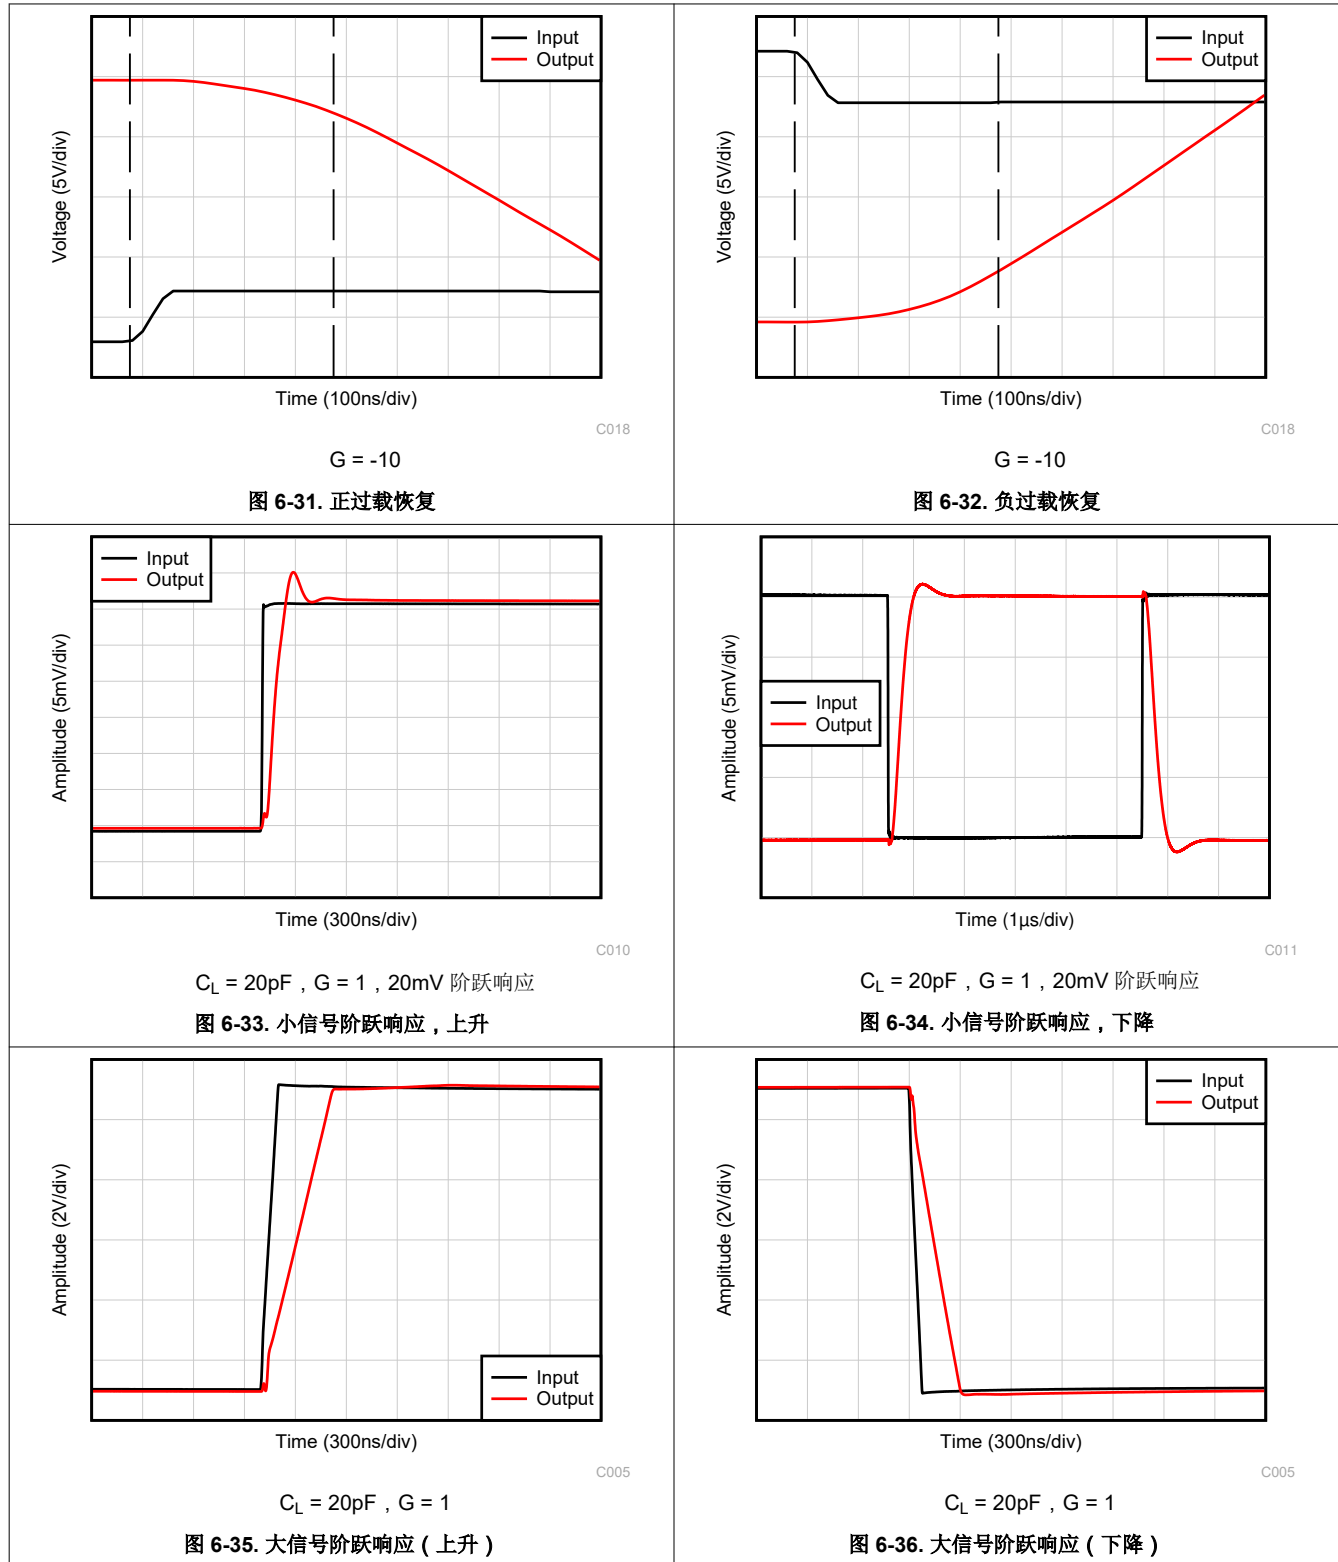 Input
Output
Voltage (5V/div)
Time (100ns/div)
C018
G = -10
图 6-31. 正过载恢复
Input
Output
Voltage (5V/div)
Time (100ns/div)
C018
G = -10
图 6-32. 负过载恢复
Input
Output
Amplitude (5mV/div)
Time (300ns/div)
C010
CL = 20pF，G = 1，20mV 阶跃响应
图 6-33. 小信号阶跃响应，上升
Input
Output
Amplitude (5mV/div)
Time (1μs/div)
C011
CL = 20pF，G = 1，20mV 阶跃响应
图 6-34. 小信号阶跃响应，下降
Input
Output
Amplitude (2V/div)
Time (300ns/div)
C005
CL = 20pF，G = 1
图 6-35. 大信号阶跃响应（上升）
Input
Output
Amplitude (2V/div)
Time (300ns/div)
C005
CL = 20pF，G = 1
图 6-36. 大信号阶跃响应（下降）